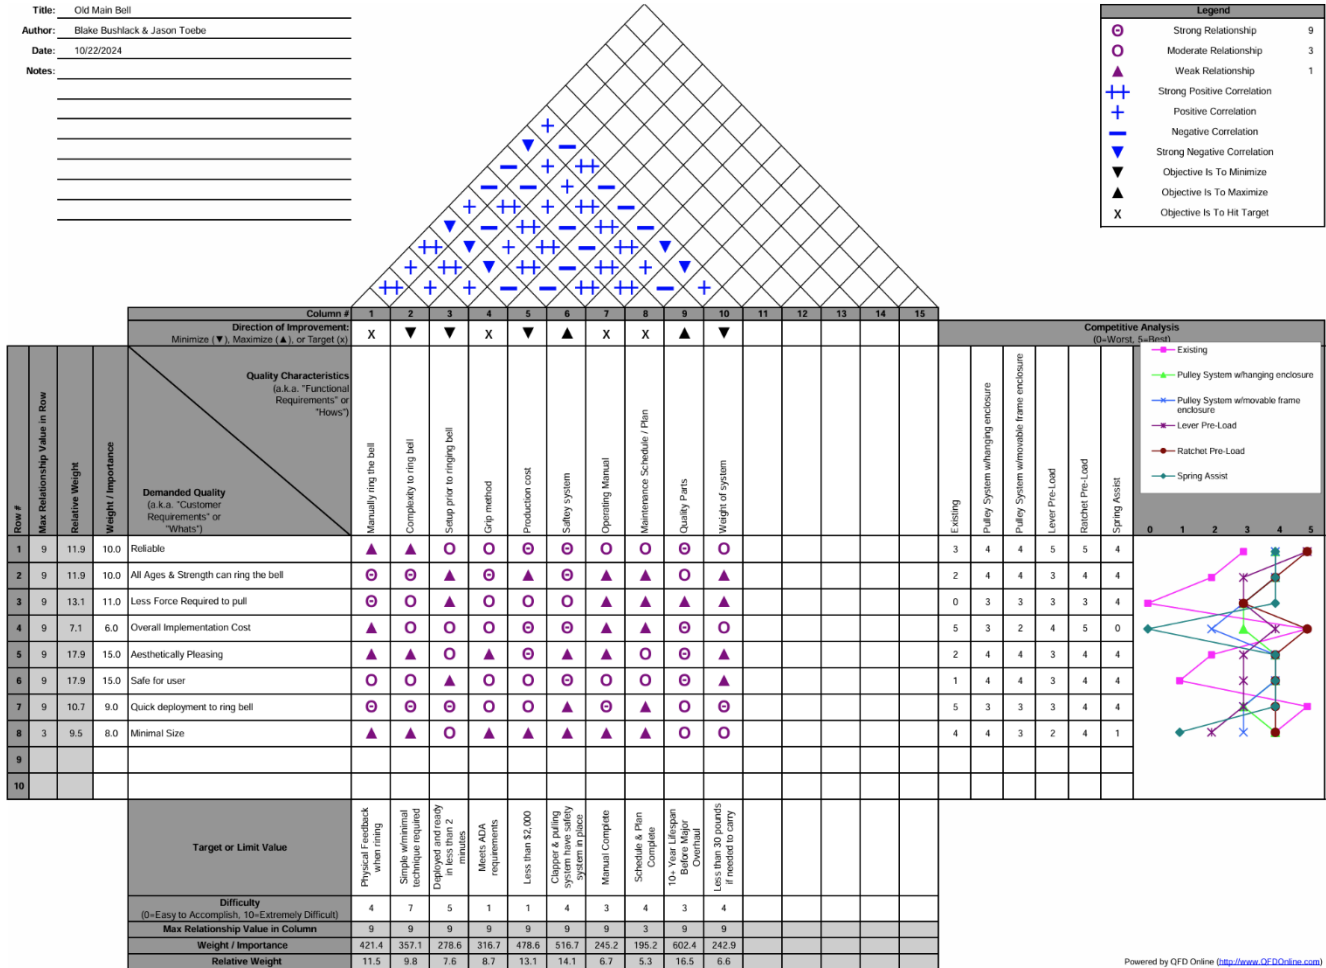 Title: Old Main Bell
Author: Blake Bushlack & Jason Toebe
Date: 10/22/2024
Notes:
Legend
Strong Relationship 9
Moderate Relationship 3
Weak Relationship 1
Strong Positive Correlation
Positive Correlation
Negative Correlation
Strong Negative Correlation
Objective Is To Minimize
Objective Is To Maximize
X Objective Is To Hit Target
Column # 1 2 3 4 5 6 7 8 9 10 11 12 13 14 15
Direction of Improvement:
Minimize (▼), Maximize (▲), or Target (x)
X ▼ ▼ X ▼ ▲ X X ▲ ▼
Competitive Analysis
(0=Worst, 5=Best)
Row #
Max Relationship Value in Row
Relative Weight
Weight / Importance
Quality Characteristics
(a.k.a. "Functional
Requirements" or
"Hows")
Demanded Quality
(a.k.a. "Customer
Requirements" or
"Whats")
Manually ring the bell
Complexity to ring bell
Setup prior to ringing bell
Grip method
Production cost
Saftey system
Operating Manual
Maintenance Schedule / Plan
Quality Parts
Weight of system
Existing
Pulley System w/hanging enclosure
Pulley System w/movable frame enclosure
Lever Pre-Load
Ratchet Pre-Load
Spring Assist
Existing
Pulley System w/hanging enclosure
Pulley System w/movable frame
enclosure
Lever Pre-Load
Ratchet Pre-Load
Spring Assist
0 1 2 3 4 5
1 9 11.9 10.0 Reliable 3 4 4 5 5 4
2 9 11.9 10.0 All Ages & Strength can ring the bell 2 4 4 3 4 4
3 9 13.1 11.0 Less Force Required to pull 0 3 3 3 3 4
4 9 7.1 6.0 Overall Implementation Cost 5 3 2 4 5 0
5 9 17.9 15.0 Aesthetically Pleasing 2 4 4 3 4 4
6 9 17.9 15.0 Safe for user 1 4 4 3 4 4
7 9 10.7 9.0 Quick deployment to ring bell 5 3 3 3 4 4
8 3 9.5 8.0 Minimal Size 4 4 3 2 4 1
9
10
Target or Limit Value
Physical Feedback
when rining
Simple w/minimal
technique required
Deployed and ready
in less than 2
minutes
Meets ADA
requirements
Less than $2,000
Clapper & pulling
system have safety
system in place
Manual Complete
Schedule & Plan
Complete
10+ Year Lifespan
Before Major
Overhaul
Less than 30 pounds
if needed to carry
Difficulty
(0=Easy to Accomplish, 10=Extremely Difficult)
4 7 5 1 1 4 3 4 3 4
Max Relationship Value in Column 9 9 9 9 9 9 9 3 9 9
Weight / Importance 421.4 357.1 278.6 316.7 478.6 516.7 245.2 195.2 602.4 242.9
Relative Weight 11.5 9.8 7.6 8.7 13.1 14.1 6.7 5.3 16.5 6.6
Powered by QFD Online (http://www.QFDOnline.com)